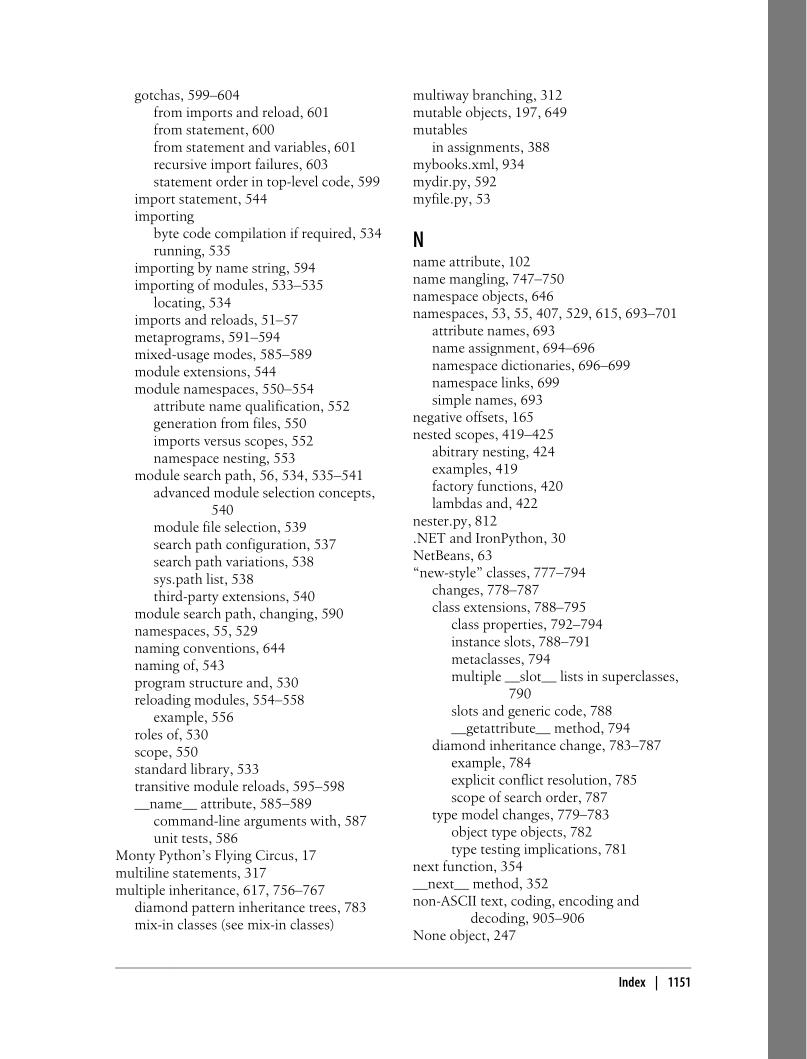 gotchas, 599–604
from imports and reload, 601
from statement, 600
from statement and variables, 601
recursive import failures, 603
statement order in top-level code, 599
import statement, 544
importing
byte code compilation if required, 534
running, 535
importing by name string, 594
importing of modules, 533–535
locating, 534
imports and reloads, 51–57
metaprograms, 591–594
mixed-usage modes, 585–589
module extensions, 544
module namespaces, 550–554
attribute name qualification, 552
generation from files, 550
imports versus scopes, 552
namespace nesting, 553
module search path, 56, 534, 535–541
advanced module selection concepts,
540
module file selection, 539
search path configuration, 537
search path variations, 538
sys.path list, 538
third-party extensions, 540
module search path, changing, 590
namespaces, 55, 529
naming conventions, 644
naming of, 543
program structure and, 530
reloading modules, 554–558
example, 556
roles of, 530
scope, 550
standard library, 533
transitive module reloads, 595–598
__name__ attribute, 585–589
command-line arguments with, 587
unit tests, 586
Monty Python’s Flying Circus, 17
multiline statements, 317
multiple inheritance, 617, 756–767
diamond pattern inheritance trees, 783
mix-in classes (see mix-in classes)
multiway branching, 312
mutable objects, 197, 649
mutables
in assignments, 388
mybooks.xml, 934
mydir.py, 592
myfile.py, 53
N
name attribute, 102
name mangling, 747–750
namespace objects, 646
namespaces, 53, 55, 407, 529, 615, 693–701
attribute names, 693
name assignment, 694–696
namespace dictionaries, 696–699
namespace links, 699
simple names, 693
negative offsets, 165
nested scopes, 419–425
abitrary nesting, 424
examples, 419
factory functions, 420
lambdas and, 422
nester.py, 812
.NET and IronPython, 30
NetBeans, 63
“new-style” classes, 777–794
changes, 778–787
class extensions, 788–795
class properties, 792–794
instance slots, 788–791
metaclasses, 794
multiple __slot__ lists in superclasses,
790
slots and generic code, 788
__getattribute__ method, 794
diamond inheritance change, 783–787
example, 784
explicit conflict resolution, 785
scope of search order, 787
type model changes, 779–783
object type objects, 782
type testing implications, 781
next function, 354
__next__ method, 352
non-ASCII text, coding, encoding and
decoding, 905–906
None object, 247
Index | 1151